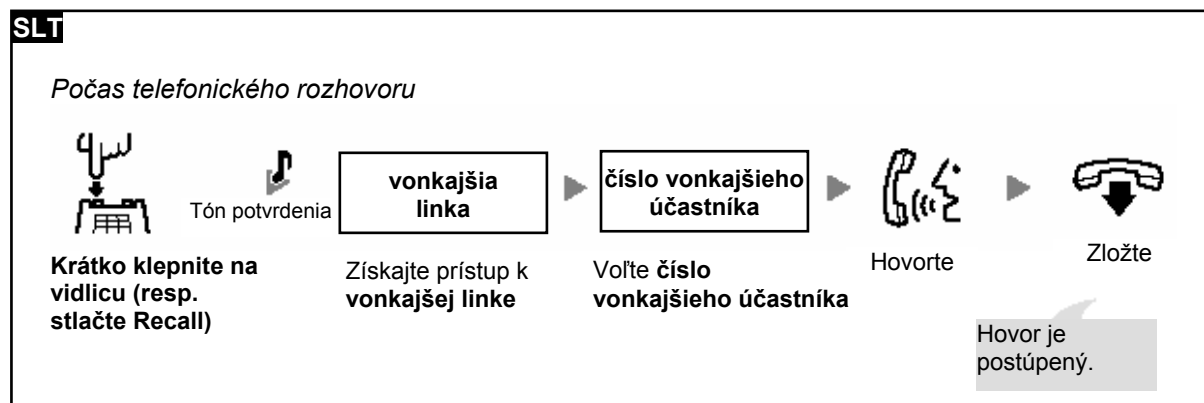 SLT
Počas telefonického rozhovoru
Tón potvrdenia
vonkajšia
linka
číslo vonkajšieho
účastníka
Krátko klepnite na
vidlicu (resp.
stlačte Recall)
Získajte prístup k
vonkajšej linke
Voľte číslo
vonkajšieho účastníka
Hovorte
Zložte
Hovor je
postúpený.